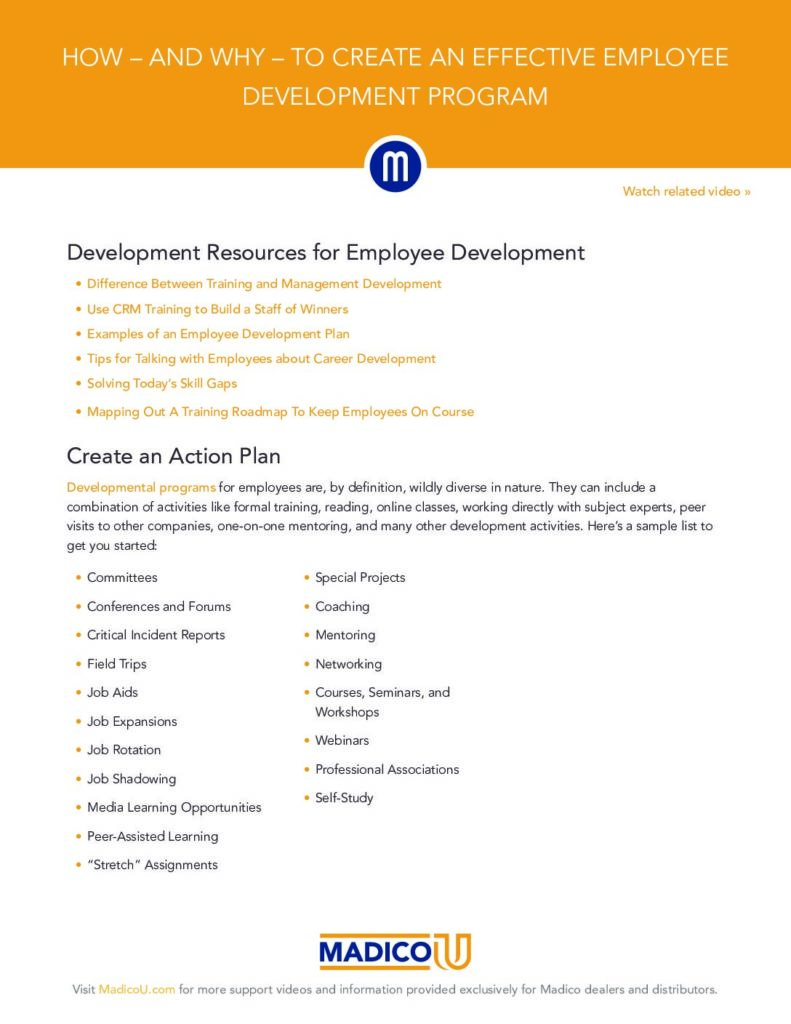 HOW – AND WHY – TO CREATE AN EFFECTIVE EMPLOYEE
DEVELOPMENT PROGRAM
m
Watch related video »
Development Resources for Employee Development
• Difference Between Training and Management Development
• Use CRM Training to Build a Staff of Winners
• Examples of an Employee Development Plan
• Tips for Talking with Employees about Career Development
• Solving Today's Skill Gaps
• Mapping Out A Training Roadmap To Keep Employees On Course
Create an Action Plan
Developmental programs for employees are, by definition, wildly diverse in nature. They can include a
combination of activities like formal training, reading, online classes, working directly with subject experts, peer
visits to other companies, one-on-one mentoring, and many other development activities. Here's a sample list to
get you started:
• Committees
• Conferences and Forums
• Critical Incident Reports
• Field Trips
• Job Aids
• Job Expansions
• Job Rotation
• Job Shadowing
• Media Learning Opportunities
• Peer-Assisted Learning
• “Stretch” Assignments
• Special Projects
• Coaching
• Mentoring
• Networking
• Courses, Seminars, and
Workshops
• Webinars
• Professional Associations
• Self-Study
MADICO U
Visit MadicoU.com for more support videos and information provided exclusively for Madico dealers and distributors.